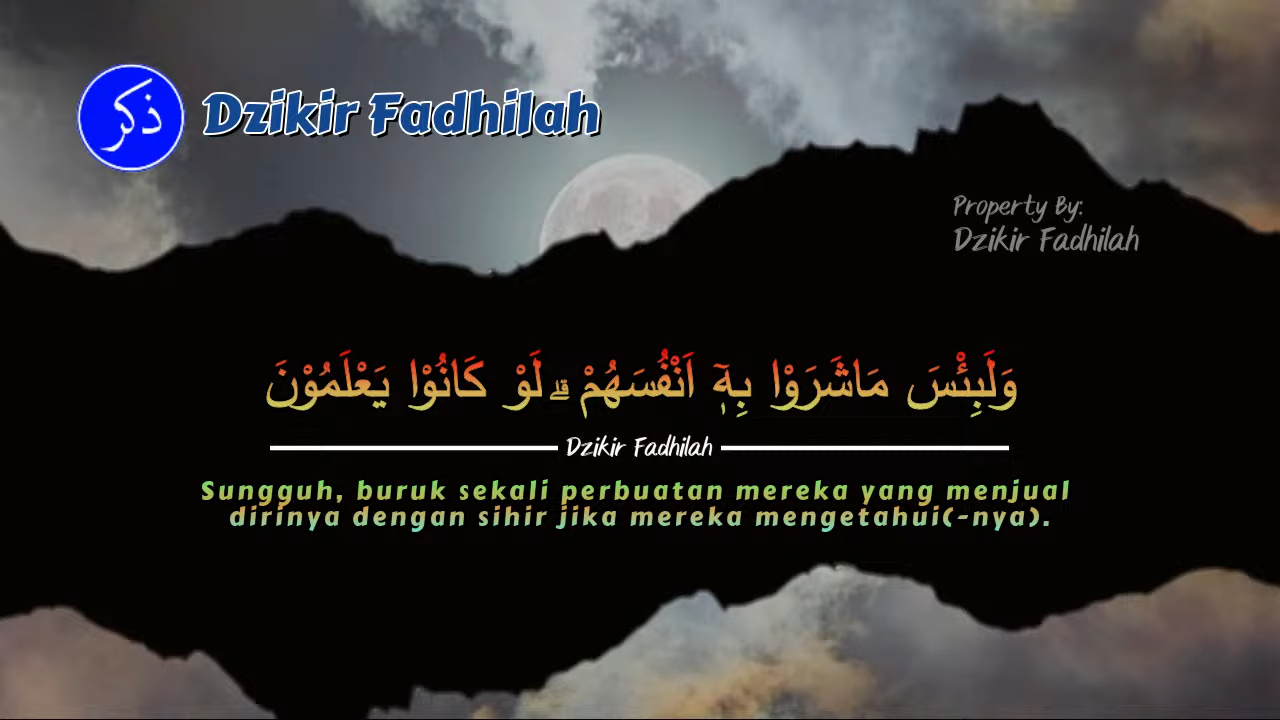 ذكر
Dzikir Fadhilah
Property By:
Dzikir Fadhilah
وَلَبِئْسَ مَاشَرَوْا بِهٖٓ اَنْفُسَهُمْ ۗ لَوْ كَانُوْا يَعْلَمُوْنَ
Dzikir Fadhilah
Sungguh, buruk sekali perbuatan mereka yang menjual
dirinya dengan sihir jika mereka mengetahui(-nya).